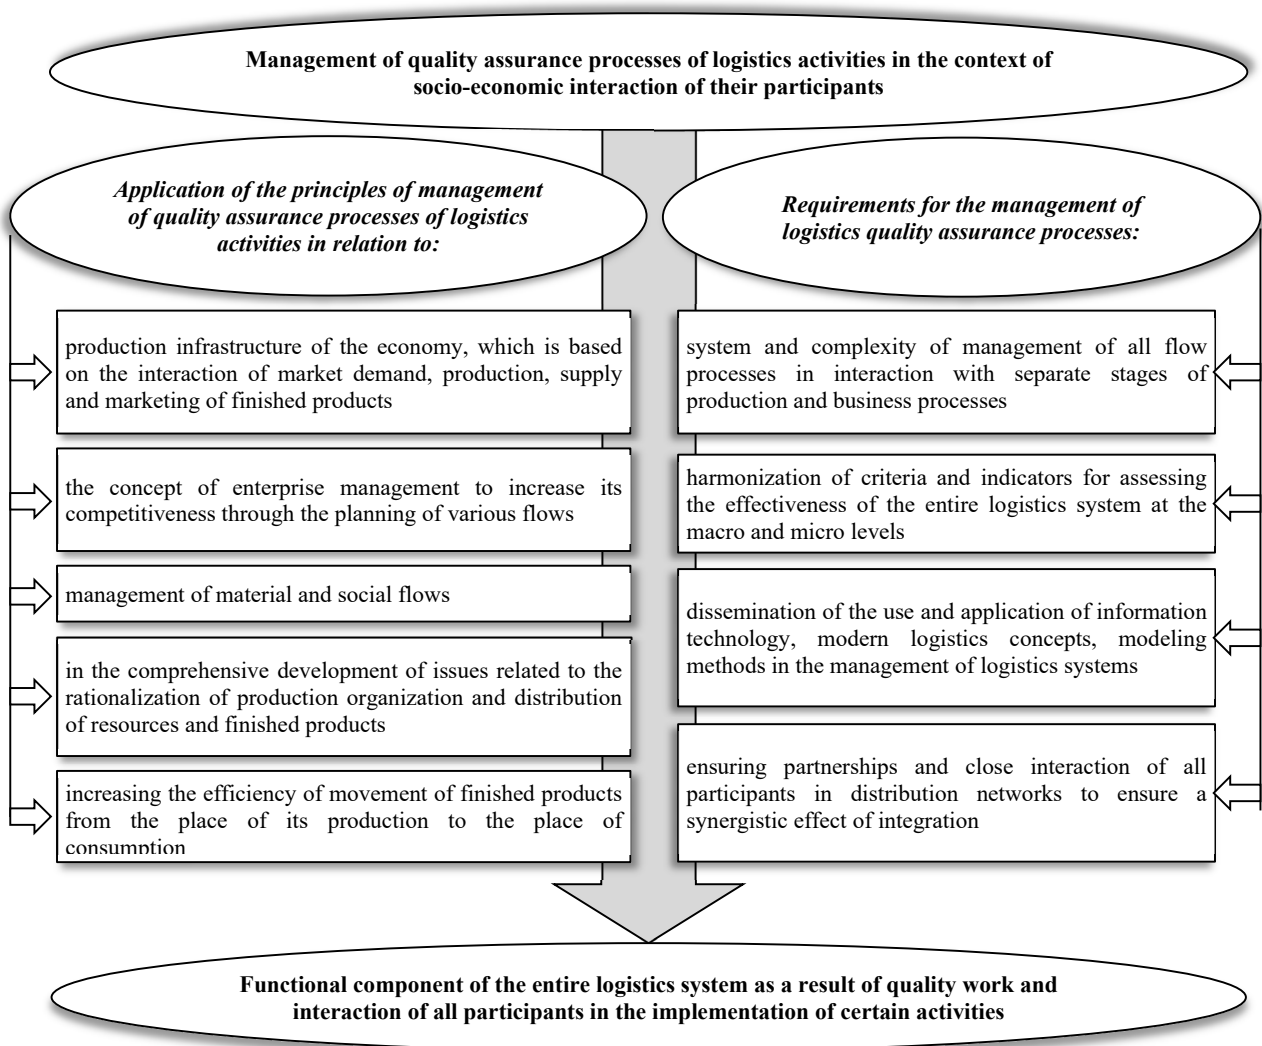 Management of quality assurance processes of logistics activities in the context of
socio-economic interaction of their participants
Application of the principles of management
of quality assurance processes of logistics
activities in relation to:
production infrastructure of the economy, which is based
on the interaction of market demand, production, supply
and marketing of finished products
the concept of enterprise management to increase its
competitiveness through the planning of various flows
management of material and social flows
in the comprehensive development of issues related to the
rationalization of production organization and distribution
of resources and finished products
increasing the efficiency of movement of finished products
from the place of its production to the place of
consumption
Requirements for the management of
logistics quality assurance processes:
system and complexity of management of all flow
processes in interaction with separate stages of
production and business processes
harmonization of criteria and indicators for assessing
the effectiveness of the entire logistics system at the
macro and micro levels
dissemination of the use and application of information
technology, modern logistics concepts, modeling
methods in the management of logistics systems
ensuring partnerships and close interaction of all
participants in distribution networks to ensure a
synergistic effect of integration
Functional component of the entire logistics system as a result of quality work and
interaction of all participants in the implementation of certain activities